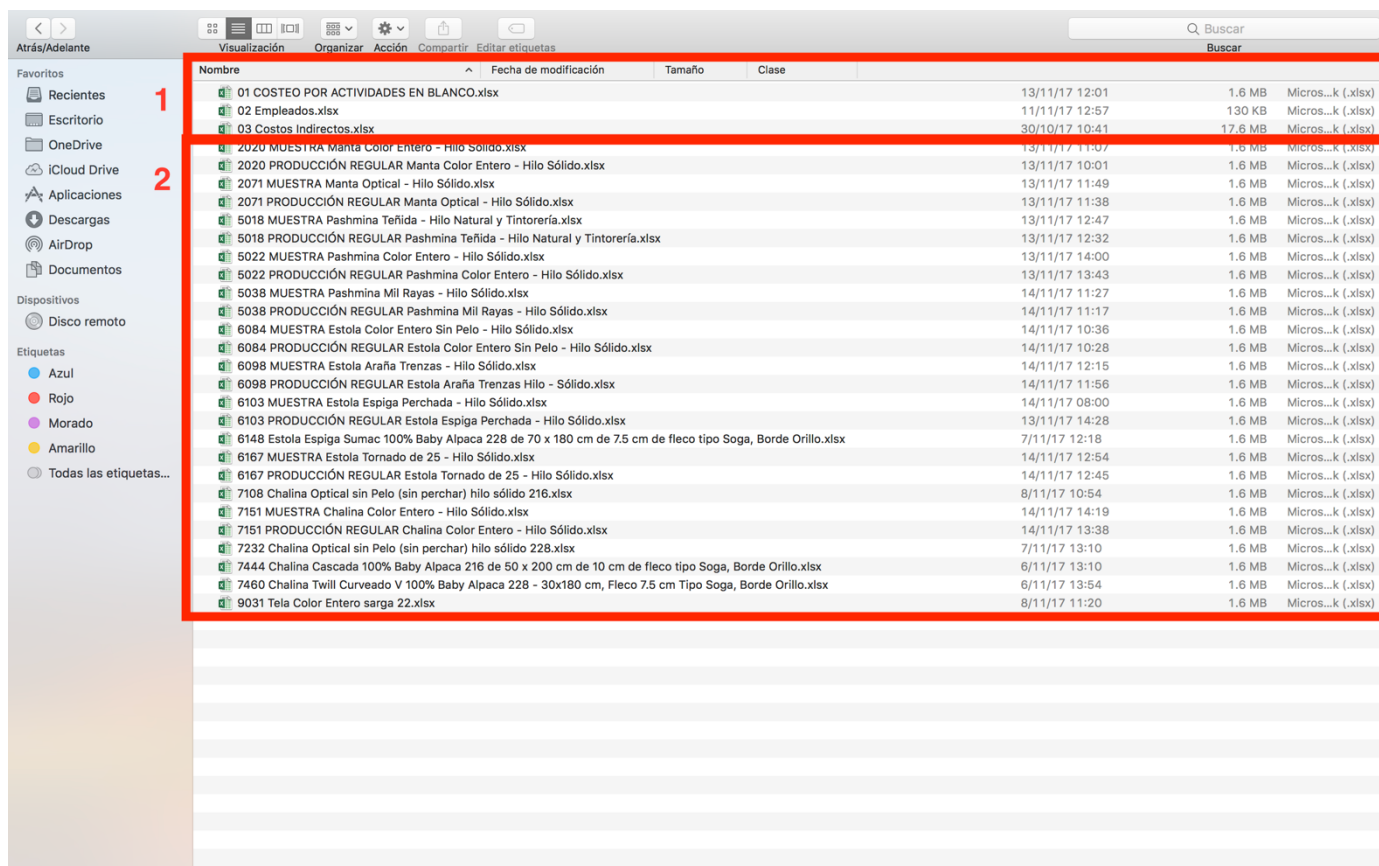 Buscar
Atrás/Adelante Visualización Organizar Acción Compartir Editar etiquetas Buscar
Favoritos
Recientes
Escritorio
OneDrive
iCloud Drive
Aplicaciones
Descargas
AirDrop
Documentos
Dispositivos
Disco remoto
Etiquetas
Azul
Rojo
Morado
Amarillo
Todas las etiquetas...
1
2
Nombre Fecha de modificación Tamaño Clase
01 COSTEO POR ACTIVIDADES EN BLANCO.xlsx 13/11/17 12:01 1.6 MB Micros...k (.xlsx)
02 Empleados.xlsx 11/11/17 12:57 130 KB Micros...k (.xlsx)
03 Costos Indirectos.xlsx 30/10/17 10:41 17.6 MB Micros...k (.xlsx)
2020 MUESTRA Manta Color Entero - Hilo Sólido.xlsx 13/11/17 11:07 1.6 MB Micros...k (.xlsx)
2020 PRODUCCIÓN REGULAR Manta Color Entero - Hilo Sólido.xlsx 13/11/17 10:01 1.6 MB Micros...k (.xlsx)
2071 MUESTRA Manta Optical - Hilo Sólido.xlsx 13/11/17 11:49 1.6 MB Micros...k (.xlsx)
2071 PRODUCCIÓN REGULAR Manta Optical - Hilo Sólido.xlsx 13/11/17 11:38 1.6 MB Micros...k (.xlsx)
5018 MUESTRA Pashmina Teñida - Hilo Natural y Tintorería.xlsx 13/11/17 12:47 1.6 MB Micros...k (.xlsx)
5018 PRODUCCIÓN REGULAR Pashmina Teñida - Hilo Natural y Tintorería.xlsx 13/11/17 12:32 1.6 MB Micros...k (.xlsx)
5022 MUESTRA Pashmina Color Entero - Hilo Sólido.xlsx 13/11/17 14:00 1.6 MB Micros...k (.xlsx)
5022 PRODUCCIÓN REGULAR Pashmina Color Entero - Hilo Sólido.xlsx 13/11/17 13:43 1.6 MB Micros...k (.xlsx)
5038 MUESTRA Pashmina Mil Rayas - Hilo Sólido.xlsx 14/11/17 11:27 1.6 MB Micros...k (.xlsx)
5038 PRODUCCIÓN REGULAR Pashmina Mil Rayas - Hilo Sólido.xlsx 14/11/17 11:17 1.6 MB Micros...k (.xlsx)
6084 MUESTRA Estola Color Entero Sin Pelo - Hilo Sólido.xlsx 14/11/17 10:36 1.6 MB Micros...k (.xlsx)
6084 PRODUCCIÓN REGULAR Estola Color Entero Sin Pelo - Hilo Sólido.xlsx 14/11/17 10:28 1.6 MB Micros...k (.xlsx)
6098 MUESTRA Estola Araña Trenzas - Hilo Sólido.xlsx 14/11/17 12:15 1.6 MB Micros...k (.xlsx)
6098 PRODUCCIÓN REGULAR Estola Araña Trenzas Hilo - Sólido.xlsx 14/11/17 11:56 1.6 MB Micros...k (.xlsx)
6103 MUESTRA Estola Espiga Perchada - Hilo Sólido.xlsx 14/11/17 08:00 1.6 MB Micros...k (.xlsx)
6103 PRODUCCIÓN REGULAR Estola Espiga Perchada - Hilo Sólido.xlsx 13/11/17 14:28 1.6 MB Micros...k (.xlsx)
6148 Estola Espiga Sumac 100% Baby Alpaca 228 de 70 x 180 cm de 7.5 cm de fleco tipo Soga, Borde Orillo.xlsx 7/11/17 12:18 1.6 MB Micros...k (.xlsx)
6167 MUESTRA Estola Tornado de 25 - Hilo Sólido.xlsx 14/11/17 12:54 1.6 MB Micros...k (.xlsx)
6167 PRODUCCIÓN REGULAR Estola Tornado de 25 - Hilo Sólido.xlsx 14/11/17 12:45 1.6 MB Micros...k (.xlsx)
7108 Chalina Optical sin Pelo (sin perchar) hilo sólido 216.xlsx 8/11/17 10:54 1.6 MB Micros...k (.xlsx)
7151 MUESTRA Chalina Color Entero - Hilo Sólido.xlsx 14/11/17 14:19 1.6 MB Micros...k (.xlsx)
7151 PRODUCCIÓN REGULAR Chalina Color Entero - Hilo Sólido.xlsx 14/11/17 13:38 1.6 MB Micros...k (.xlsx)
7232 Chalina Optical sin Pelo (sin perchar) hilo sólido 228.xlsx 7/11/17 13:10 1.6 MB Micros...k (.xlsx)
7444 Chalina Cascada 100% Baby Alpaca 216 de 50 x 200 cm de 10 cm de fleco tipo Soga, Borde Orillo.xlsx 6/11/17 13:10 1.6 MB Micros...k (.xlsx)
7460 Chalina Twill Curveado V 100% Baby Alpaca 228 - 30x180 cm, Fleco 7.5 cm Tipo Soga, Borde Orillo.xlsx 6/11/17 13:54 1.6 MB Micros...k (.xlsx)
9031 Tela Color Entero sarga 22.xlsx 8/11/17 11:20 1.6 MB Micros...k (.xlsx)